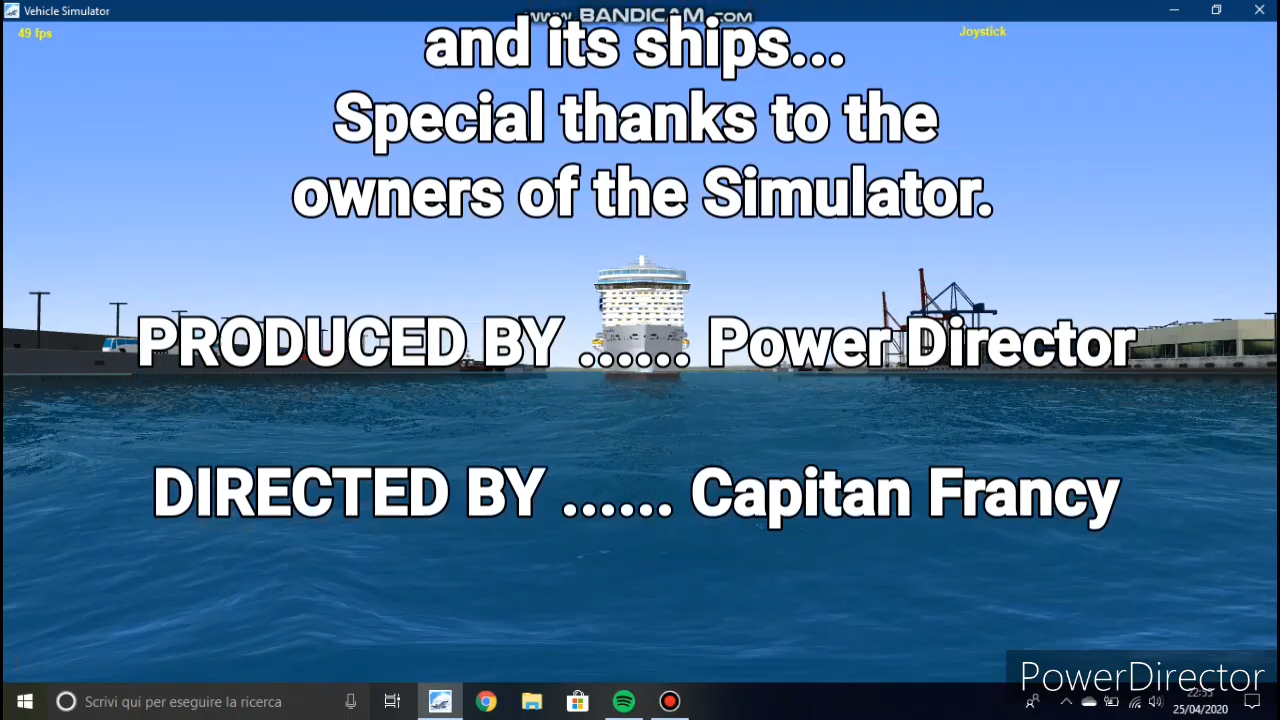 Vehicle Simulator
www.BANDICAM.com
49 fps
Joystick
and its ships...
Special thanks to the
owners of the Simulator.
PRODUCED BY ...... Power Director
DIRECTED BY ...... Capitan Francy
PowerDirector
Scrivi qui per eseguire la ricerca
25/04/2020